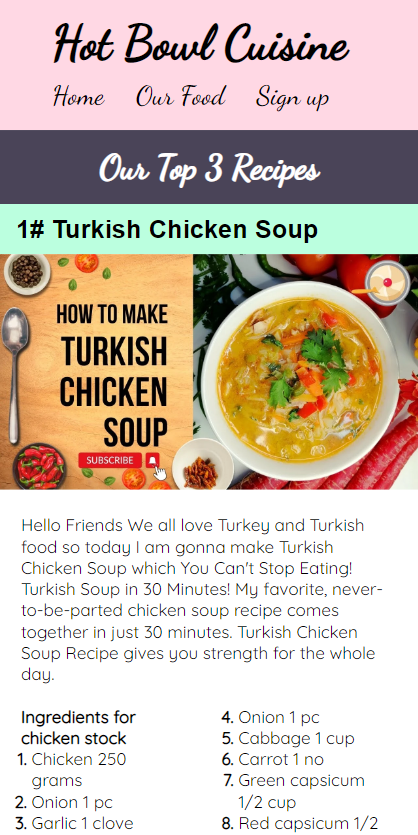 Hot Bowl Cuisine
Home Our Food Sign up
Our Top 3 Recipes
1# Turkish Chicken Soup
HOW TO MAKE
TURKISH
CHICKEN
SOUP
SUBSCRIBE
Hello Friends We all love Turkey and Turkish
food so today I am gonna make Turkish
Chicken Soup which You Can't Stop Eating!
Turkish Soup in 30 Minutes! My favorite, never-
to-be-parted chicken soup recipe comes
together in just 30 minutes. Turkish Chicken
Soup Recipe gives you strength for the whole
day.
Ingredients for
chicken stock
1. Chicken 250
grams
2. Onion 1 pc
3. Garlic 1 clove
4. Onion 1 pc
5. Cabbage 1 cup
6. Carrot 1 no
7. Green capsicum
1/2 cup
8. Red capsicum 1/2